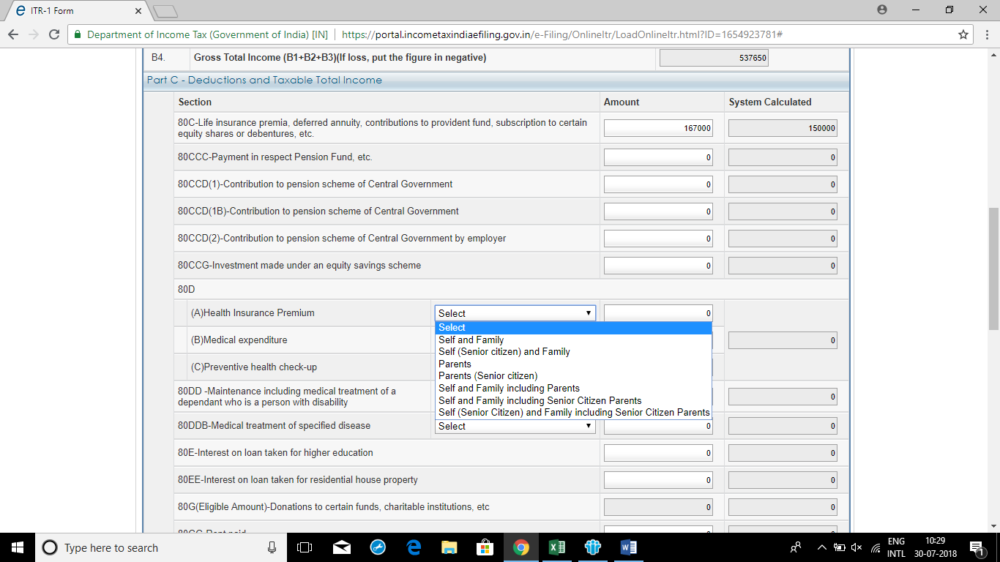 ITR-1 Form
Department of Income Tax (Government of India) [IN] https://portal.incometaxindiaefiling.gov.in/e-Filing/OnlineItr/LoadOnlineItr.html?ID=1654923781#
B4. Gross Total Income (B1+B2+B3)(If loss, put the figure in negative) 537650
Part C - Deductions and Taxable Total Income
Section Amount System Calculated
80C-Life insurance premia, deferred annuity, contributions to provident fund, subscription to certain
equity shares or debentures, etc. 167000 150000
80CCC-Payment in respect Pension Fund, etc. 0 0
80CCD(1)-Contribution to pension scheme of Central Government 0 0
80CCD(1B)-Contribution to pension scheme of Central Government 0 0
80CCD(2)-Contribution to pension scheme of Central Government by employer 0 0
80CCG-Investment made under an equity savings scheme 0 0
80D
(A)Health Insurance Premium Select 0
Select
Self and Family
(B)Medical expenditure 0
Self (Senior citizen) and Family
Parents
(C)Preventive health check-up
Parents (Senior citizen)
Self and Family including Parents
80DD -Maintenance including medical treatment of a
dependant who is a person with disability 0
Self and Family including Senior Citizen Parents
Self (Senior Citizen) and Family including Senior Citizen Parents
80DDB-Medical treatment of specified disease Select 0 0
80E-Interest on loan taken for higher education 0 0
80EE-Interest on loan taken for residential house property 0 0
80G(Eligible Amount)-Donations to certain funds, charitable institutions, etc 0 0
Type here to search
ENG
INTL
10:29
30-07-2018
1